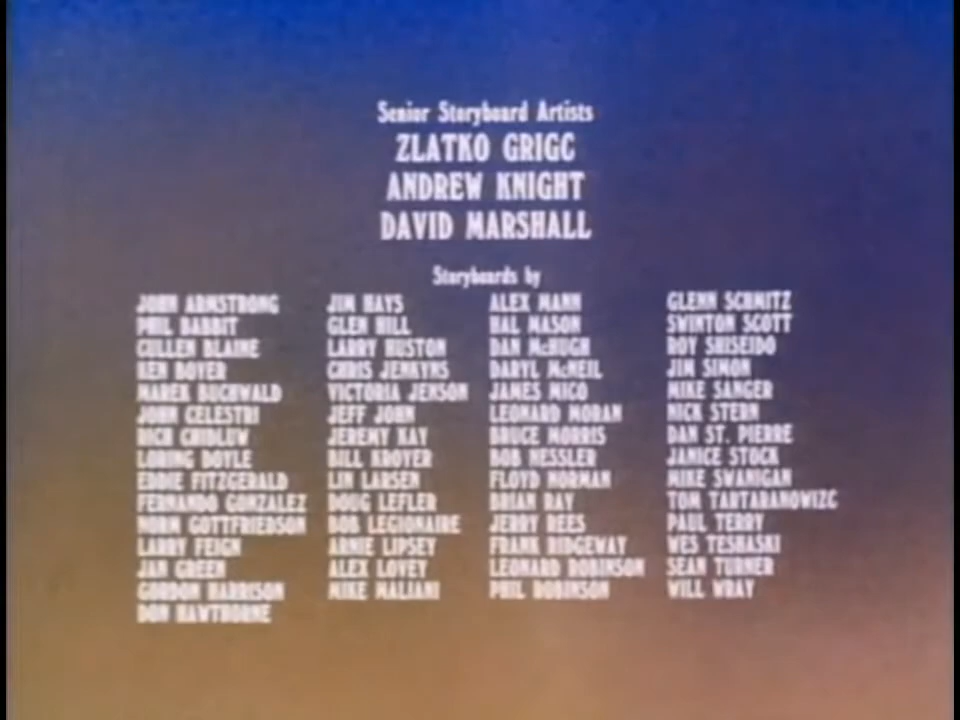 Senior Storyboard Artists
ZLATKO GRIGC
ANDREW KNIGHT
DAVID MARSHALL
Storyboards by
JOHN ARMSTRONG
PHIL BABBIT
CULLEN BLAINE
KEN BOYER
MAREK BUCHWALD
JOHN CELESTRI
RICH CHIDLOW
LORING DOYLE
EDDIE FITZGERALD
FERNANDO GONZALEZ
NORM GOTTFRIEDSON
LARRY FEIGN
JAN GREEN
GORDON HARRISON
DON HAWTHORNE
JIM HAYS
GLEN HILL
LARRY HUSTON
CHRIS JENKYNS
VICTORIA JENSON
JEFF JOHN
JEREMY KAY
BILL KROYER
LIN LARSEN
DOUG LEFLER
BOB LEGIONAIRE
ARNIE LIPSEY
ALEX LOVEY
MIKE MALIANI
ALEX MANN
HAL MASON
DAN McHUGH
DARYL McNEIL
JAMES MICO
LEONARD MORAN
BRUCE MORRIS
BOB NESSLER
FLOYD NORMAN
BRIAN RAY
JERRY REES
FRANK RIDGEWAY
LEONARD ROBINSON
PHIL ROBINSON
GLENN SCHMITZ
SWINTON SCOTT
ROY SHISEIDO
JIM SIMON
MIKE SANGER
NICK STERN
DAN ST. PIERRE
JANICE STOCK
MIKE SWANIGAN
TOM TARTARANOWIZC
PAUL TERRY
WES TESHASKI
SEAN TURNER
WILL WRAY